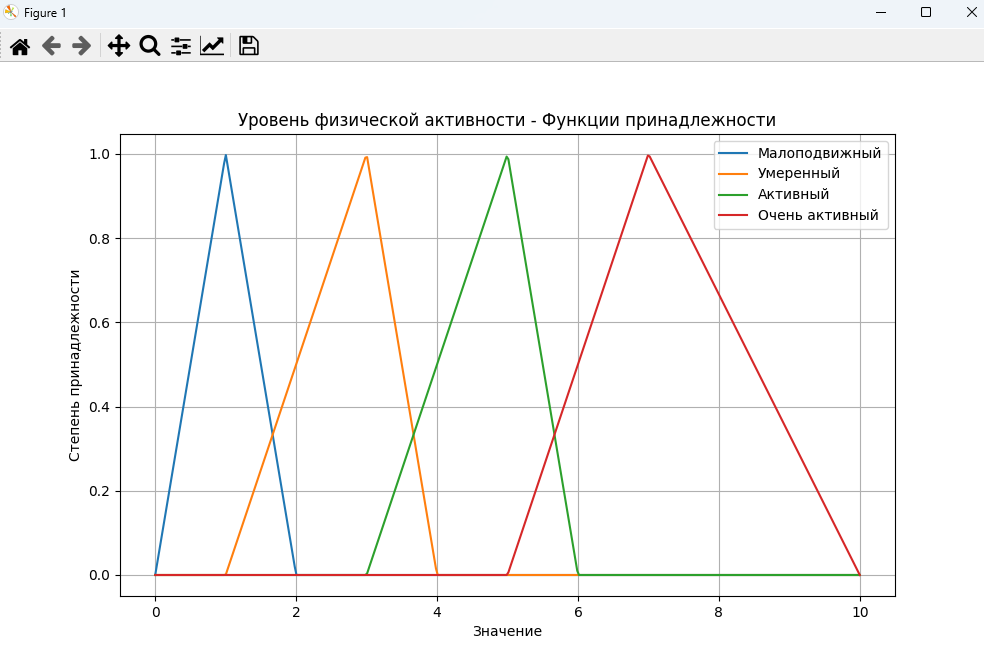 Figure 1
Уровень физической активности - Функции принадлежности
Малоподвижный
Умеренный
Активный
Очень активный
Степень принадлежности
1.0
0.8
0.6
0.4
0.2
0.0
0 2 4 6 8 10
Значение